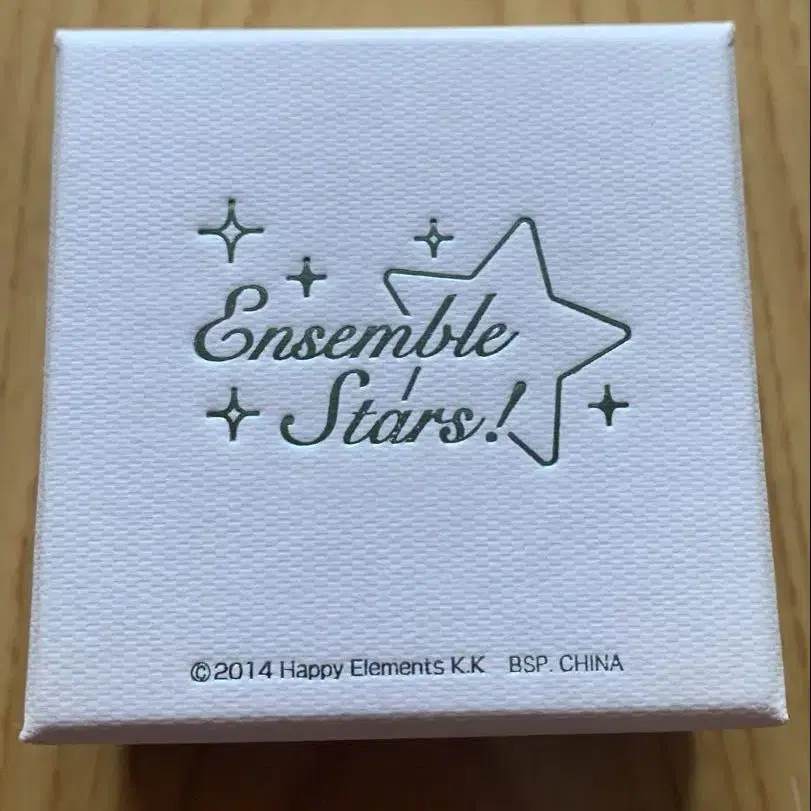 Ensemble
Stars!
©2014 Happy Elements K.K BSP. CHINA